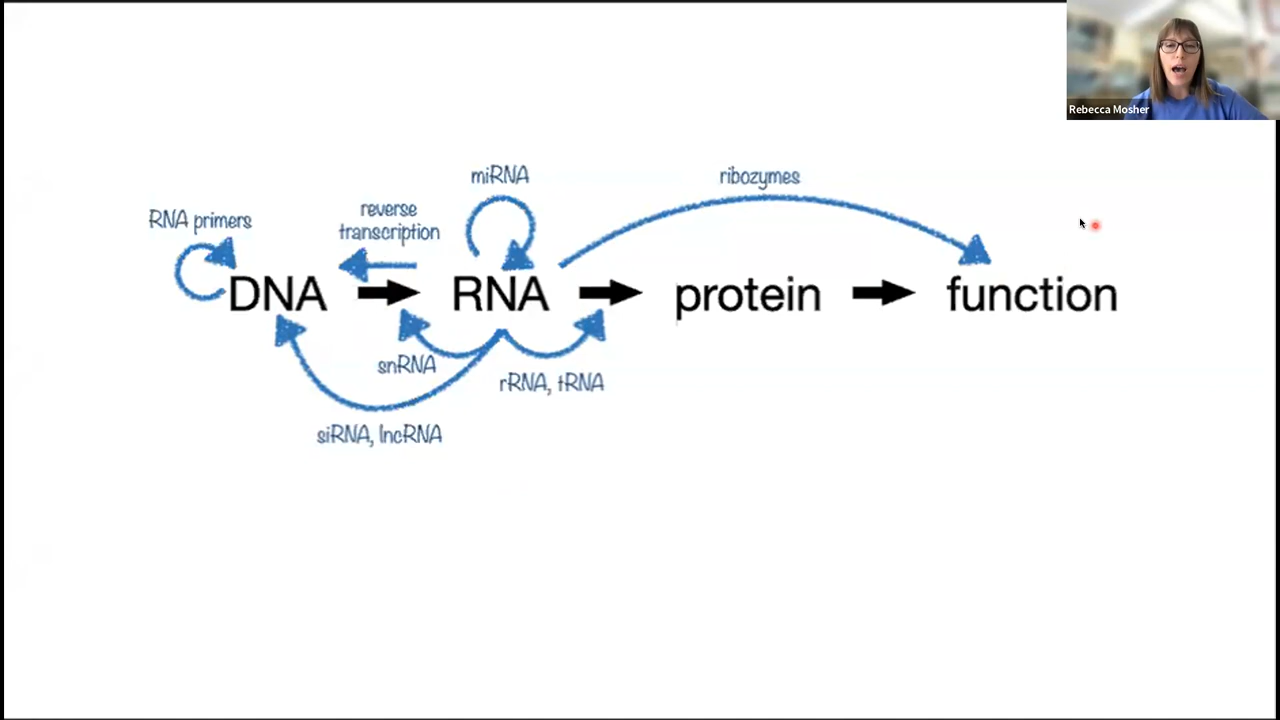 Rebecca Mosher
miRNA
ribozymes
RNA primers
reverse
transcription
DNA
RNA
protein
function
snRNA
rRNA, tRNA
siRNA, lncRNA